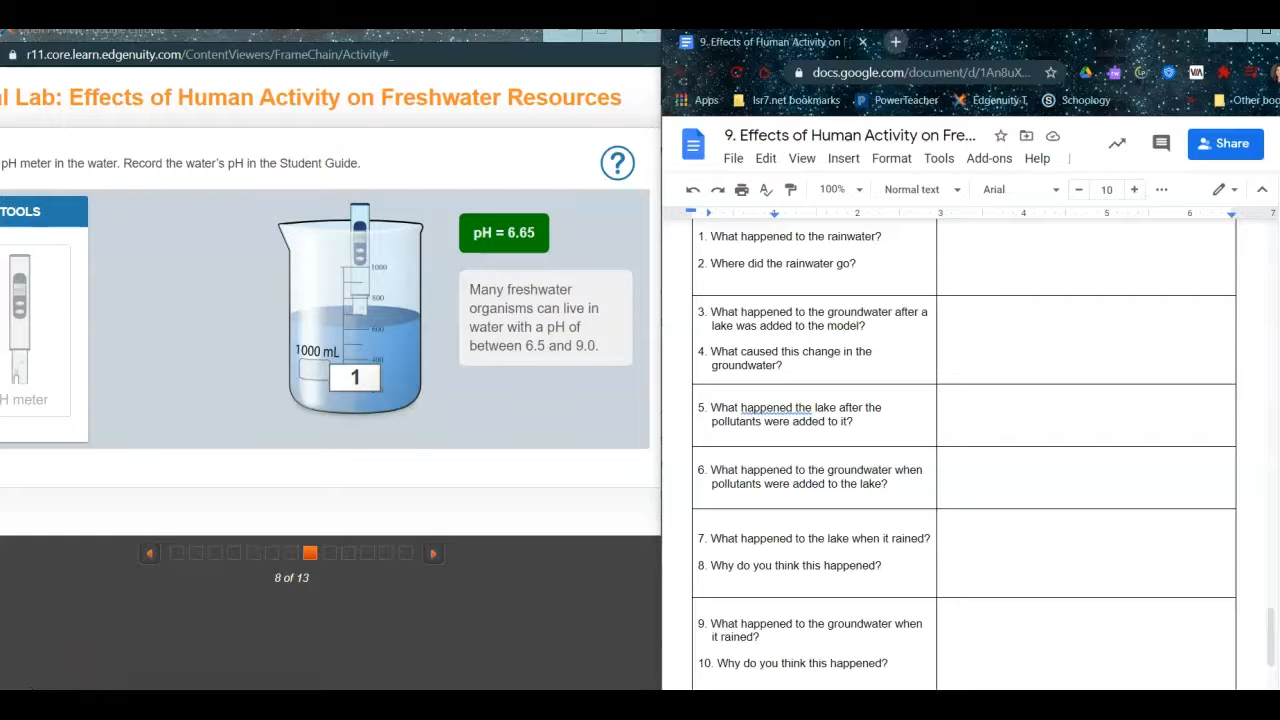 r11.core.learn.edgenuity.com/ContentViewers/FrameChain/Activity#_
l Lab: Effects of Human Activity on Freshwater Resources
pH meter in the water. Record the water's pH in the Student Guide.
?
TOOLS
H meter
1000
800
600
400
1000 mL
1
pH = 6.65
Many freshwater
organisms can live in
water with a pH of
between 6.5 and 9.0.
8 of 13
9. Effects of Human Activity on
docs.google.com/document/d/1An8uX...
Apps lsr7.net bookmarks PowerTeacher Edgenuity T Schoology Other boo
9. Effects of Human Activity on Fre...
File Edit View Insert Format Tools Add-ons Help
Share
100% Normal text Arial 10
1 2 3 4 5 6 7
1. What happened to the rainwater?
2. Where did the rainwater go?
3. What happened to the groundwater after a
lake was added to the model?
4. What caused this change in the
groundwater?
5. What happened the lake after the
pollutants were added to it?
6. What happened to the groundwater when
pollutants were added to the lake?
7. What happened to the lake when it rained?
8. Why do you think this happened?
9. What happened to the groundwater when
it rained?
10. Why do you think this happened?